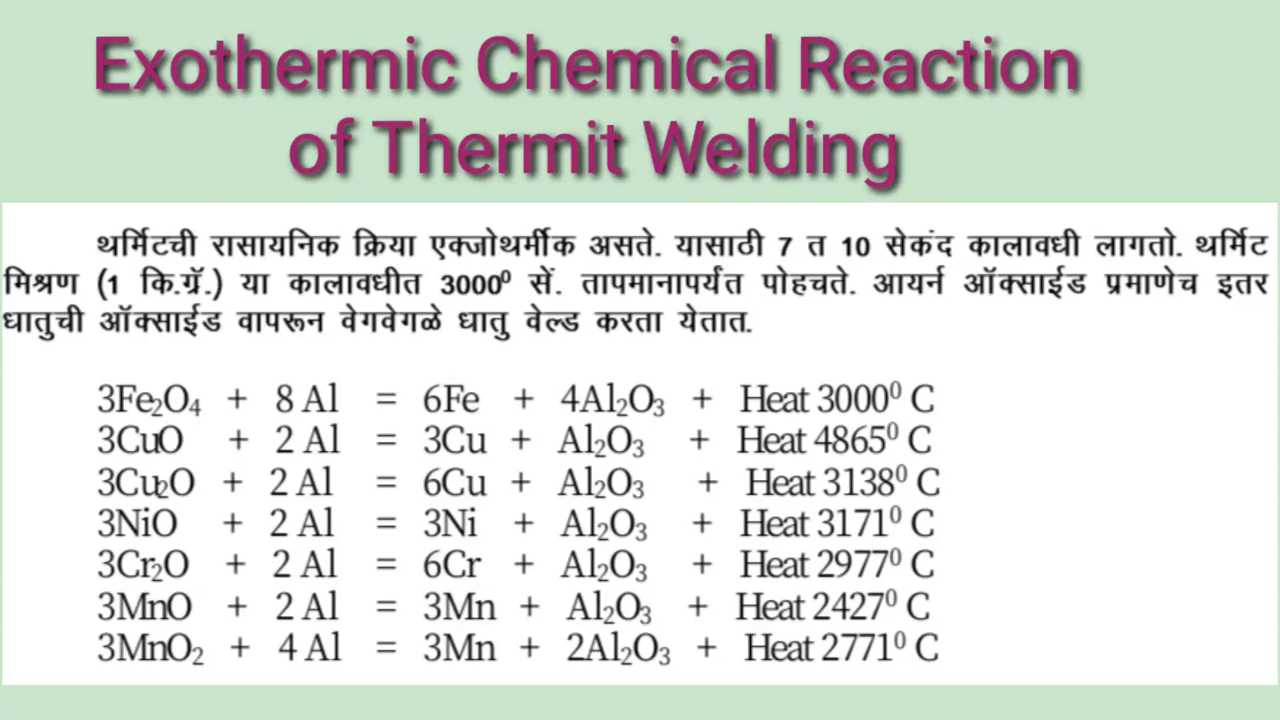 Exothermic Chemical Reaction
of Thermit Welding
थर्मिटची रासायनिक क्रिया एक्जोथर्मीक असते. यासाठी 7 त 10 सेकंद कालावधी लागतो. थर्मिट
मिश्रण (1 कि.ग्रॅ.) या कालावधीत 3000⁰ सें. तापमानापर्यंत पोहचते. आयर्न ऑक्साईड प्रमाणेच इतर
धातुची ऑक्साईड वापरून वेगवेगळे धातु वेल्ड करता येतात.
3Fe₂O₄ + 8 Al = 6Fe + 4Al₂O₃ + Heat 3000⁰ C
3CuO + 2 Al = 3Cu + Al₂O₃ + Heat 4865⁰ C
3Cu₂O + 2 Al = 6Cu + Al₂O₃ + Heat 3138⁰ C
3NiO + 2 Al = 3Ni + Al₂O₃ + Heat 3171⁰ C
3Cr₂O + 2 Al = 6Cr + Al₂O₃ + Heat 2977⁰ C
3MnO + 2 Al = 3Mn + Al₂O₃ + Heat 2427⁰ C
3MnO₂ + 4 Al = 3Mn + 2Al₂O₃ + Heat 2771⁰ C